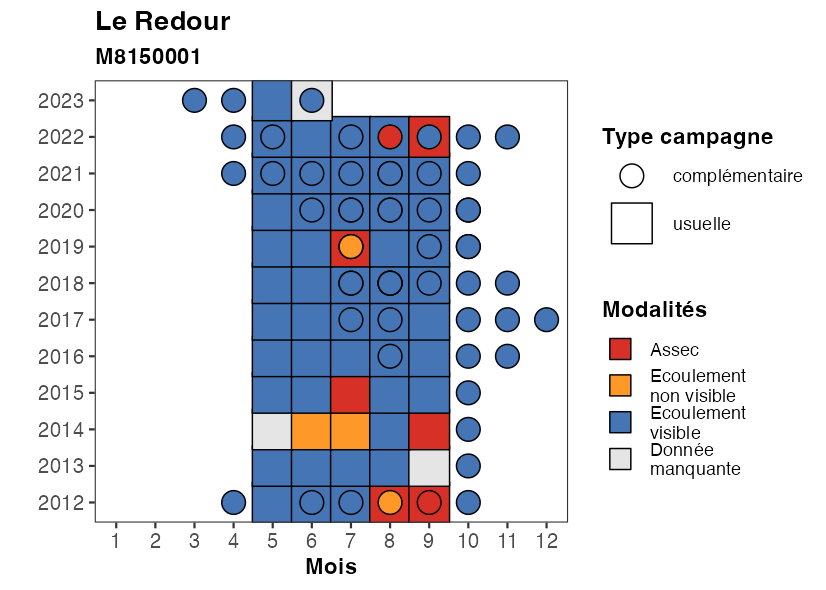 Le Redour
M8150001
2023
2022
2021
2020
2019
2018
2017
2016
2015
2014
2013
2012
1 2 3 4 5 6 7 8 9 10 11 12
Mois
Type campagne
complémentaire
usuelle
Modalités
Assec
Ecoulement
non visible
Ecoulement
visible
Donnée
manquante